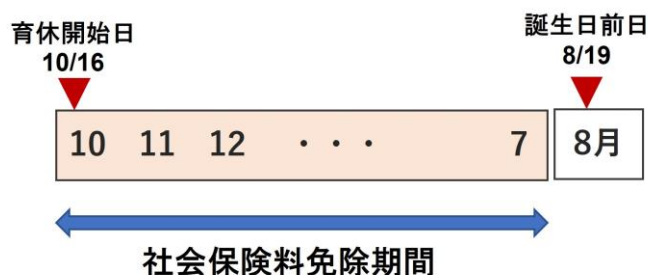 育休開始日
10/16
誕生日前日
8/19
10 11 12 ・・・ 7 8月
社会保険料免除期間